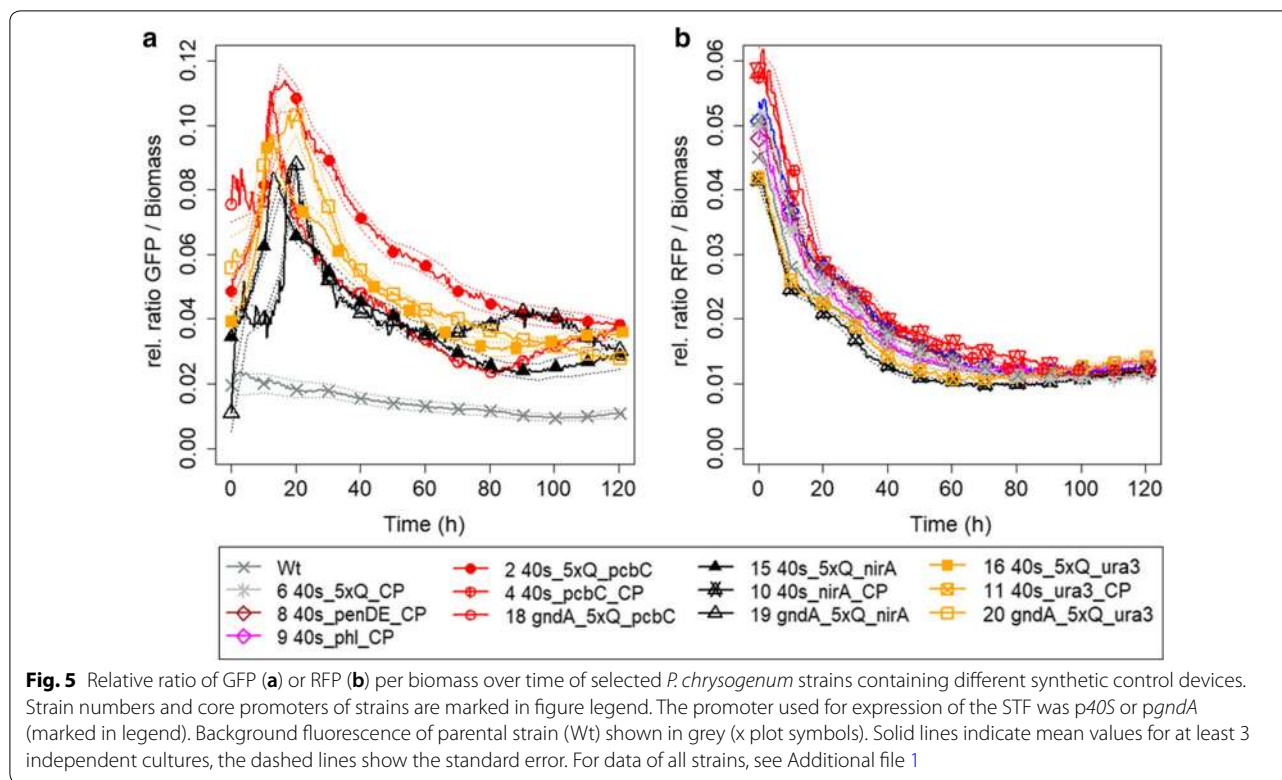 a
b
rel. ratio GFP / Biomass
0.00 0.02 0.04 0.06 0.08 0.10 0.12
0 20 40 60 80 100 120
Time (h)
rel. ratio RFP / Biomass
0.00 0.01 0.02 0.03 0.04 0.05 0.06
0 20 40 60 80 100 120
Time (h)
Wt
6 40s_5xQ_CP
8 40s_penDE_CP
9 40s_phl_CP
2 40s_5xQ_pcbC
4 40s_pcbC_CP
18 gndA_5xQ_pcbC
15 40s_5xQ_nirA
10 40s_nirA_CP
19 gndA_5xQ_nirA
16 40s_5xQ_ura3
11 40s_ura3_CP
20 gndA_5xQ_ura3
Fig. 5 Relative ratio of GFP (a) or RFP (b) per biomass over time of selected P. chrysogenum strains containing different synthetic control devices.
Strain numbers and core promoters of strains are marked in figure legend. The promoter used for expression of the STF was p40S or pgndA
(marked in legend). Background fluorescence of parental strain (Wt) shown in grey (x plot symbols). Solid lines indicate mean values for at least 3
independent cultures, the dashed lines show the standard error. For data of all strains, see Additional file 1